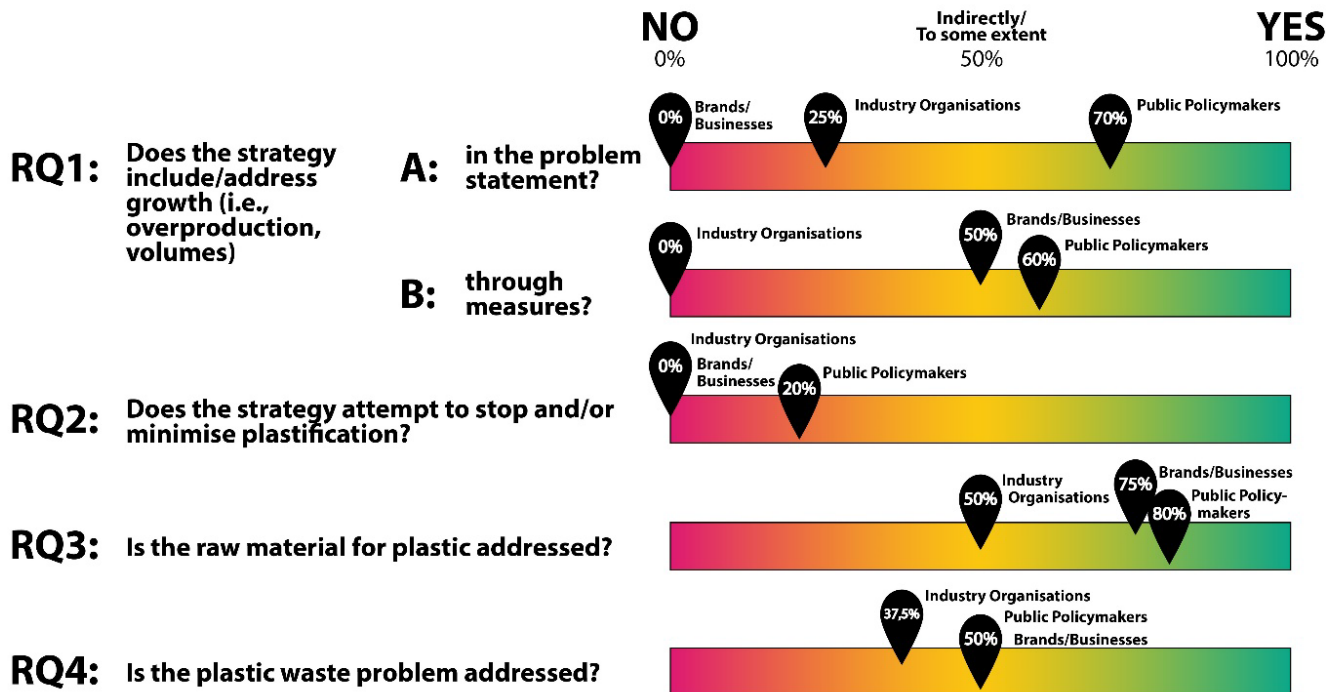 NO
0%
Indirectly/
To some extent
50%
YES
100%
RQ1:
Does the strategy
include/address
growth (i.e.,
overproduction,
volumes)
A:
in the problem
statement?
0%
Brands/
Businesses
25%
Industry Organisations
70%
Public Policymakers
B:
through
measures?
0%
Industry Organisations
50%
Brands/Businesses
60%
Public Policymakers
RQ2:
Does the strategy attempt to stop and/or
minimise plastification?
0%
Industry Organisations
Brands/
Businesses
20%
Public Policymakers
RQ3:
Is the raw material for plastic addressed?
50%
Industry
Organisations
75%
Brands/Businesses
80%
Public Policy-
makers
RQ4:
Is the plastic waste problem addressed?
37,5%
Industry Organisations
50%
Public Policymakers
Brands/Businesses